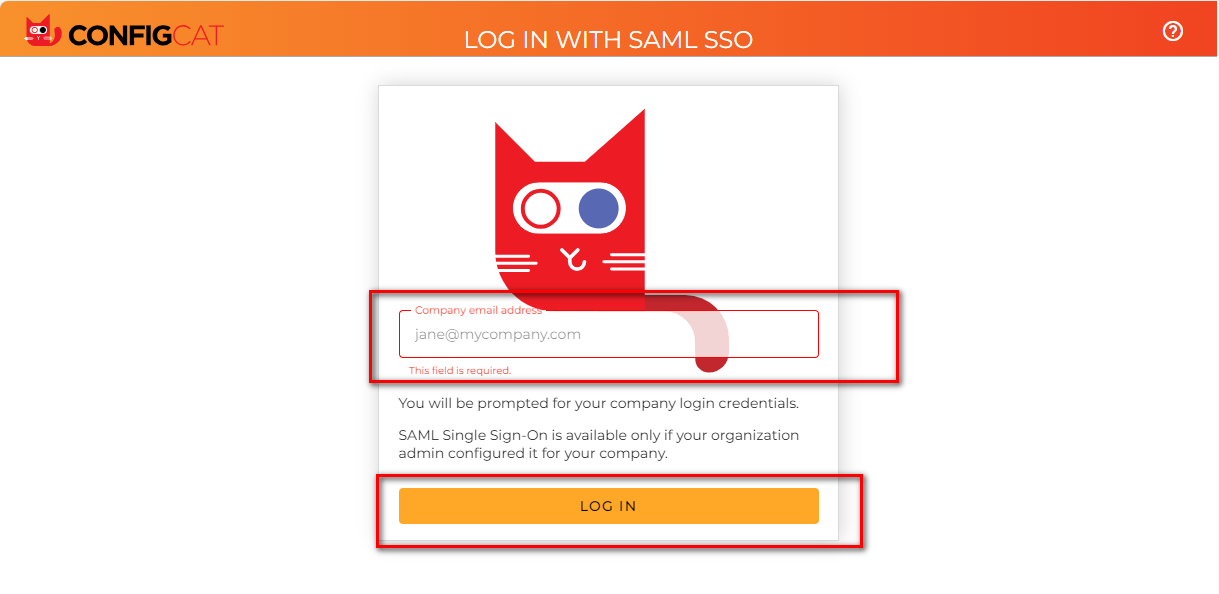 CONFIGCAT
LOG IN WITH SAML SSO
?
Company email address
jane@mycompany.com
This field is required.
You will be prompted for your company login credentials.
SAML Single Sign-On is available only if your organization
admin configured it for your company.
LOG IN